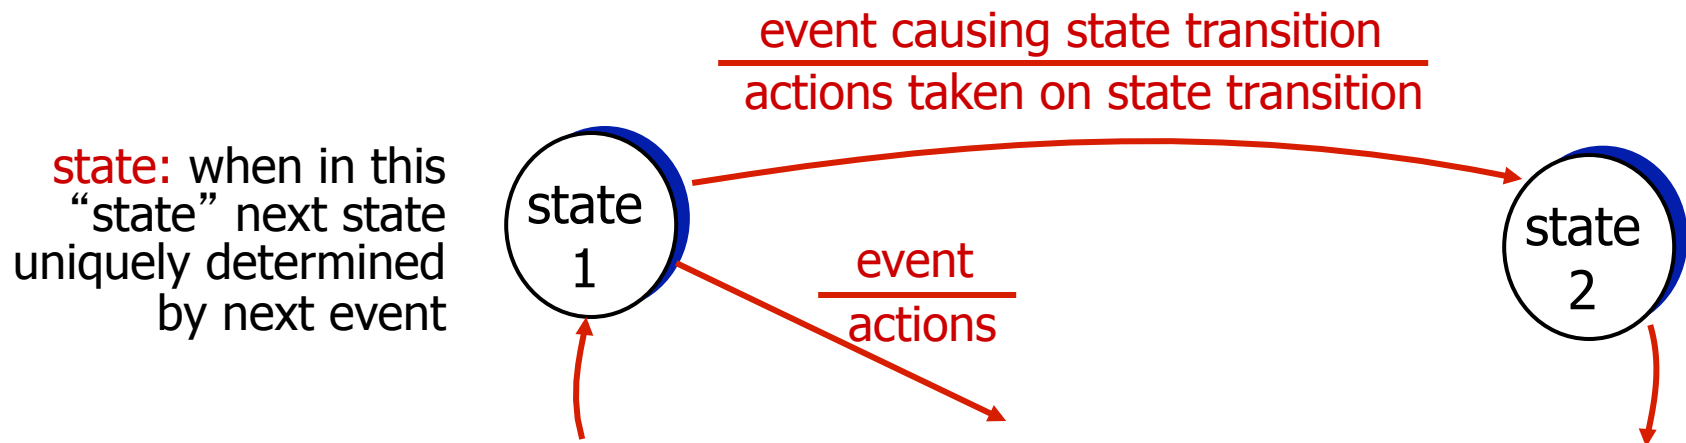 event causing state transition
actions taken on state transition
state: when in this
“state” next state
uniquely determined
by next event
state
1
event
actions
state
2